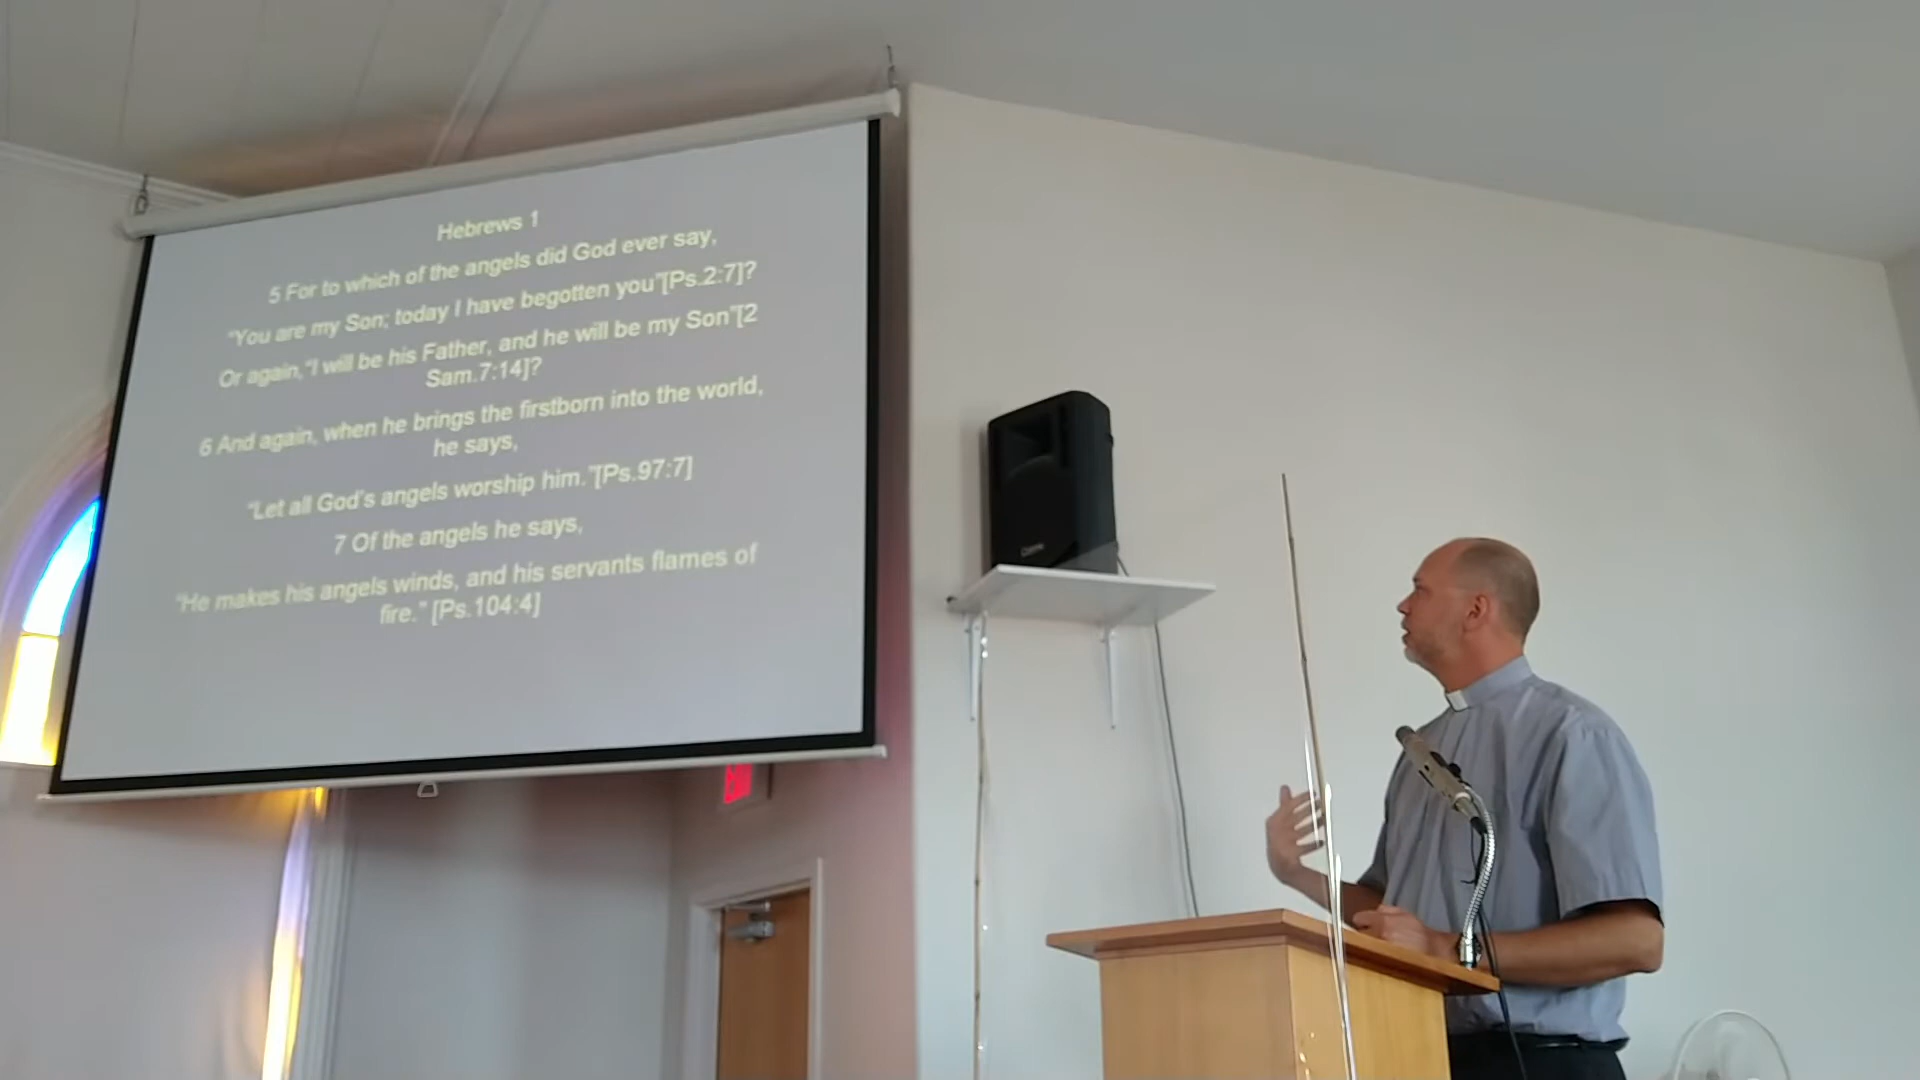 Hebrews 1
5 For to which of the angels did God ever say,
"You are my Son; today I have begotten you"[Ps.2:7]?
Or again,"I will be his Father, and he will be my Son"[2
Sam.7:14]?
6 And again, when he brings the firstborn into the world,
he says,
"Let all God's angels worship him."[Ps.97:7]
7 Of the angels he says,
"He makes his angels winds, and his servants flames of
fire." [Ps.104:4]